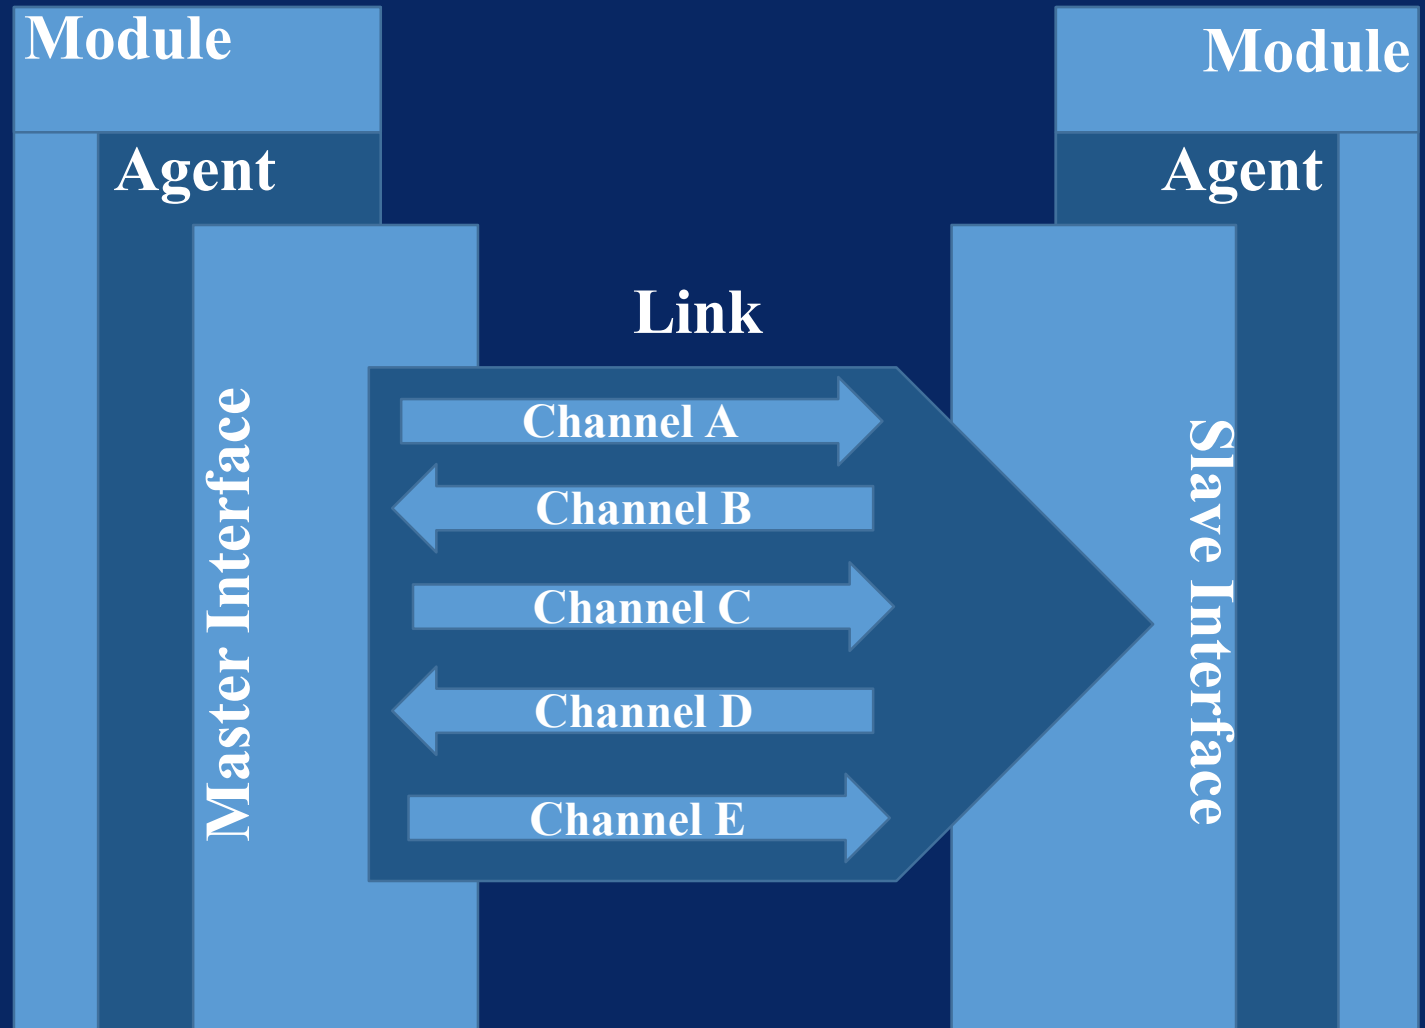 Module
Module
Agent
Agent
Link
Master Interface
Channel A
Channel B
Channel C
Channel D
Channel E
Slave Interface